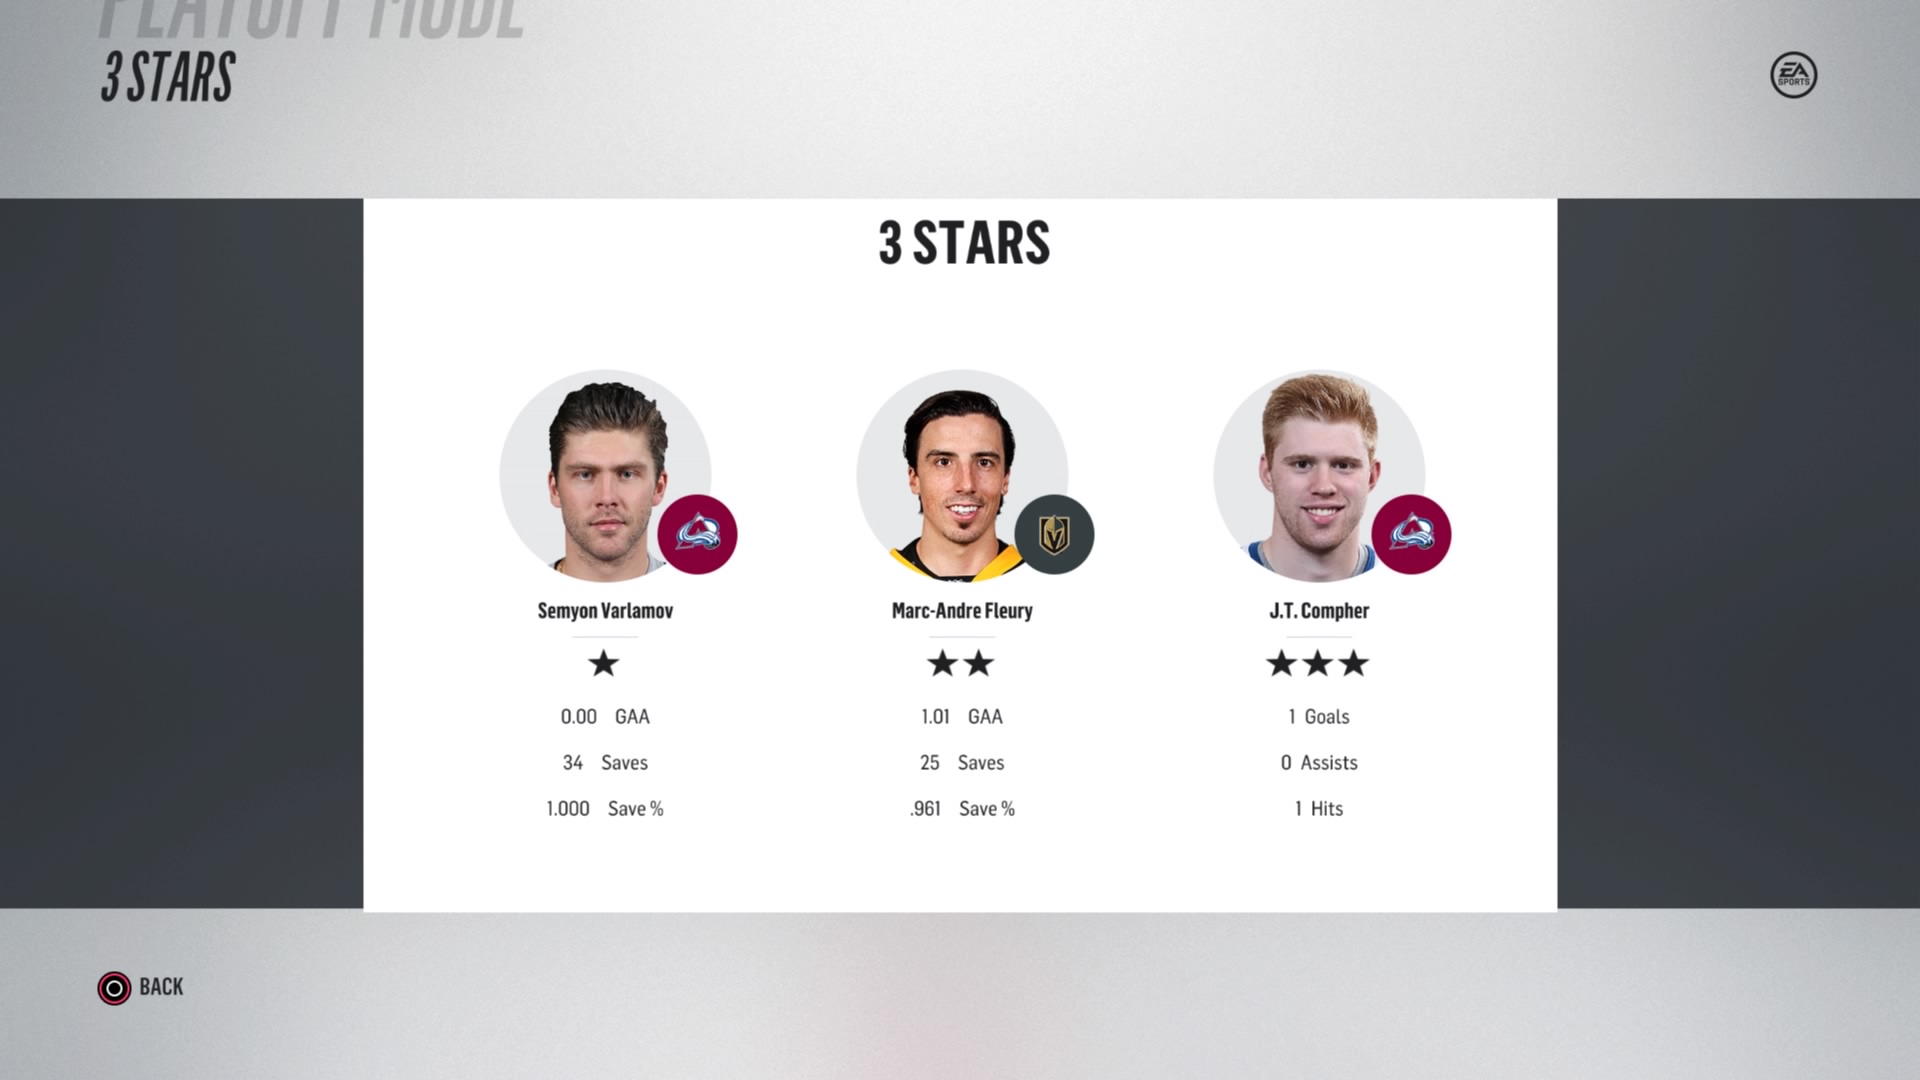 PLAYOFF MODE
3 STARS
EA
SPORTS
3 STARS
Semyon Varlamov
0.00 GAA
34 Saves
1.000 Save %
Marc-Andre Fleury
1.01 GAA
25 Saves
.961 Save %
J.T. Compher
1 Goals
0 Assists
1 Hits
BACK